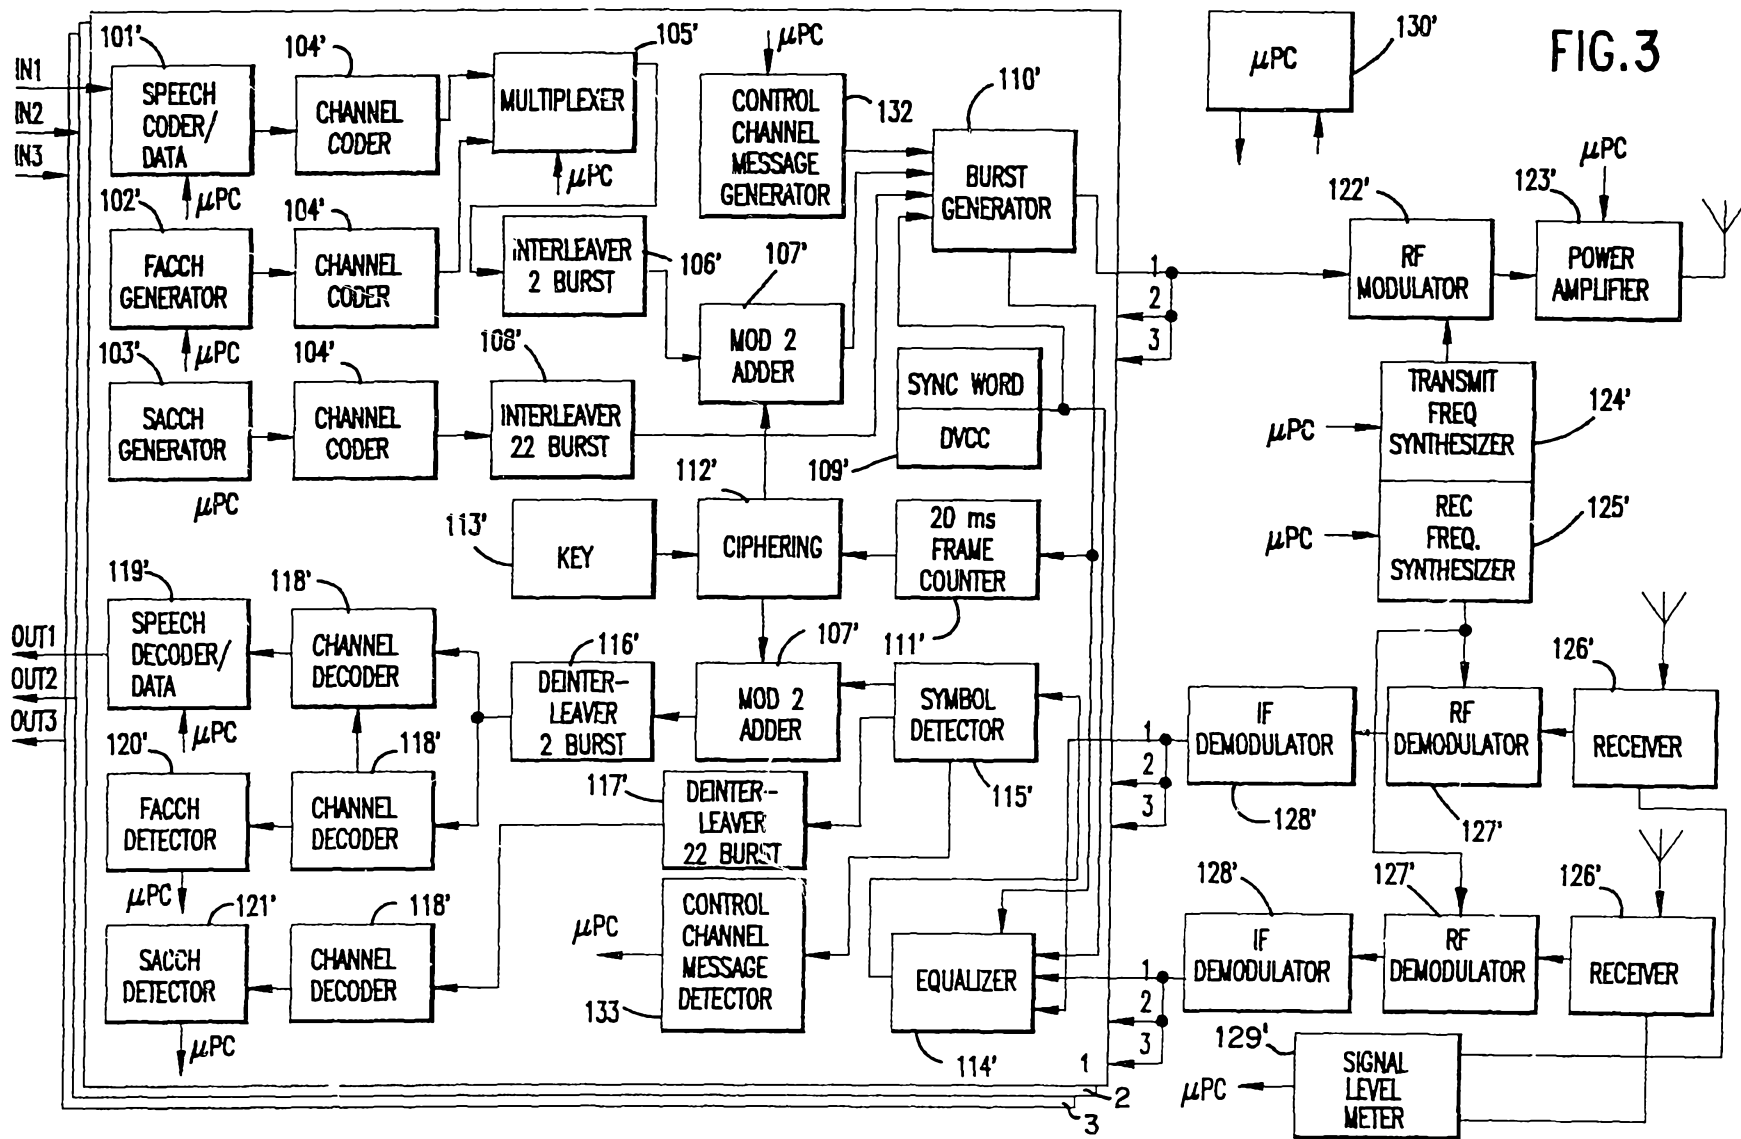 FIG.3
IN1
IN2
IN3
101'
SPEECH
CODER/
DATA
104'
CHANNEL
CODER
105'
MULTIPLEXER
μPC
μPC
CONTROL
CHANNEL
MESSAGE
GENERATOR
132
110'
BURST
GENERATOR
130'
μPC
μPC
102'
FACCH
GENERATOR
104'
CHANNEL
CODER
INTERLEAVER
2 BURST
106'
107'
MOD 2
ADDER
1
2
3
122'
RF
MODULATOR
μPC
123'
POWER
AMPLIFIER
μPC
103'
SACCH
GENERATOR
104'
CHANNEL
CODER
108'
INTERLEAVER
22 BURST
SYNC WORD
DVCC
109'
μPC
TRANSMIT
FREQ
SYNTHESIZER
124'
μPC
113'
KEY
112'
CIPHERING
20 ms
FRAME
COUNTER
111'
μPC
REC
FREQ.
SYNTHESIZER
125'
OUT1
OUT2
OUT3
119'
SPEECH
DECODER/
DATA
118'
CHANNEL
DECODER
116'
DEINTER-
LEAVER
2 BURST
107'
MOD 2
ADDER
SYMBOL
DETECTOR
115'
1
2
3
IF
DEMODULATOR
128'
RF
DEMODULATOR
127'
126'
RECEIVER
μPC
120'
FACCH
DETECTOR
118'
CHANNEL
DECODER
117'
DEINTER-
LEAVER
22 BURST
μPC
121'
SACCH
DETECTOR
118'
CHANNEL
DECODER
μPC
CONTROL
CHANNEL
MESSAGE
DETECTOR
133
EQUALIZER
114'
1
2
3
128'
IF
DEMODULATOR
127'
RF
DEMODULATOR
126'
RECEIVER
μPC
129'
SIGNAL
LEVEL
METER
μPC
1
2
3